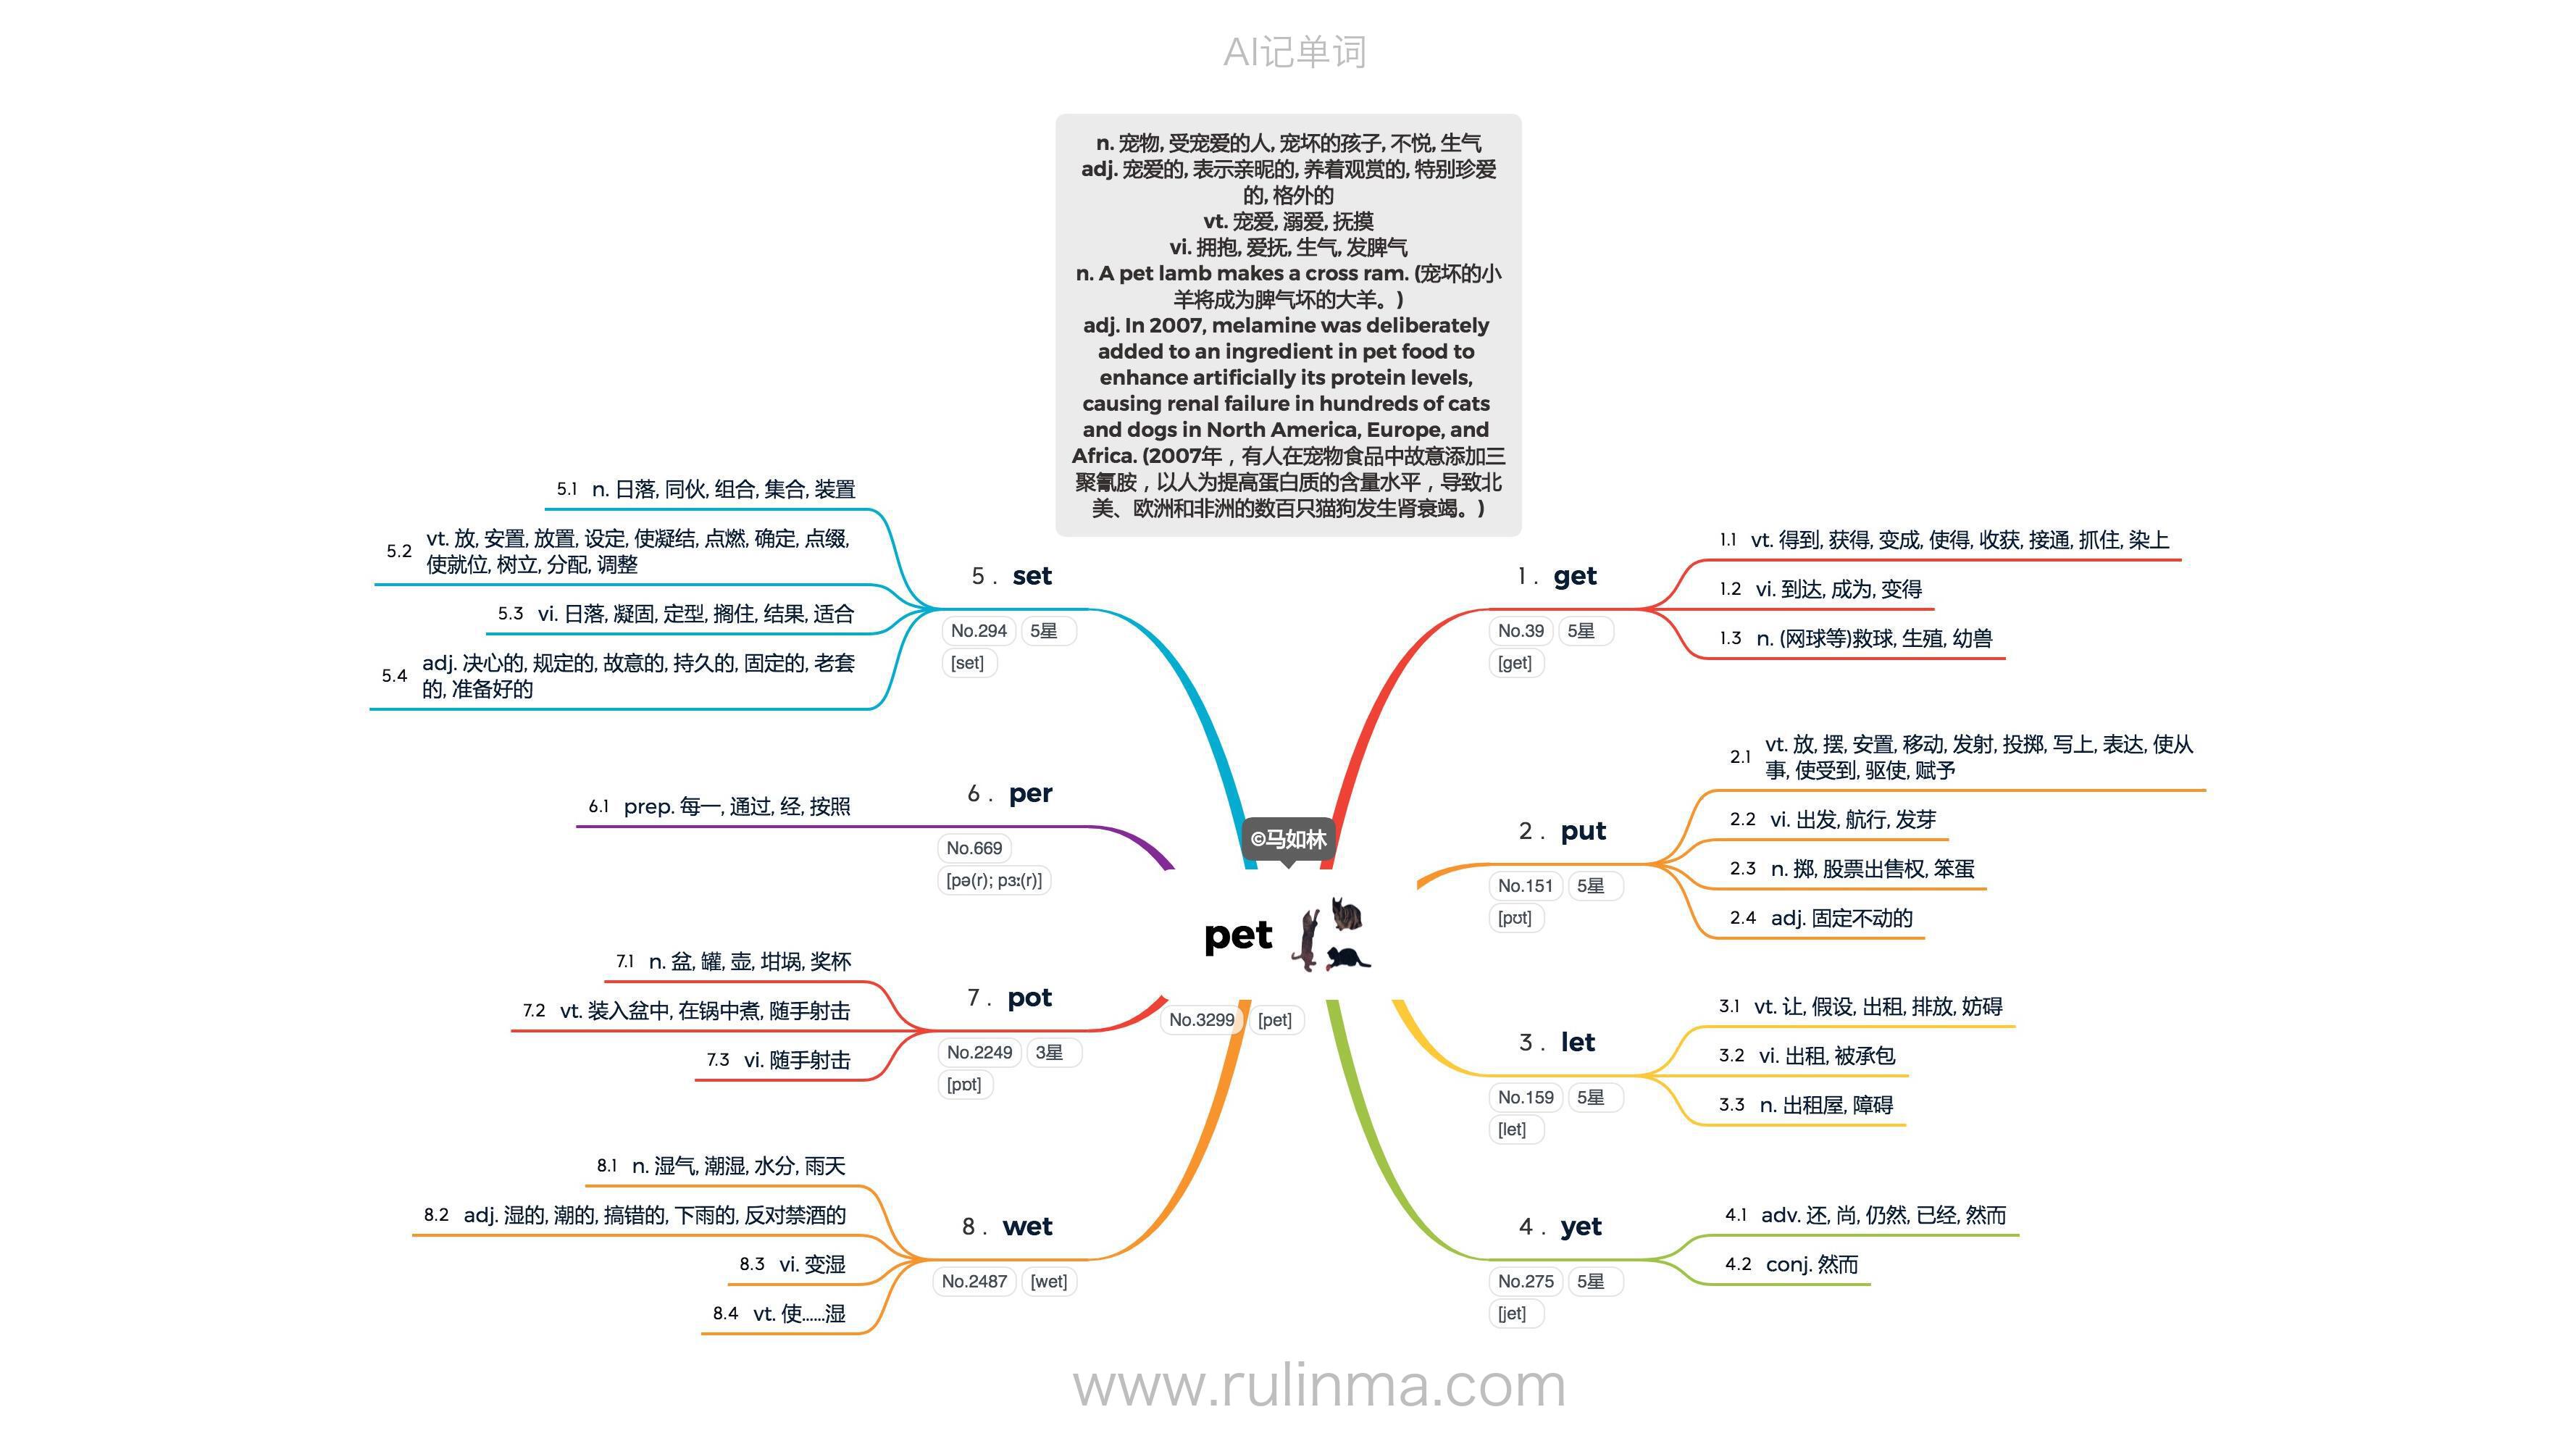 AI记单词
n. 宠物, 受宠爱的人, 宠坏的孩子, 不悦, 生气
adj. 宠爱的, 表示亲昵的, 养着观赏的, 特别珍爱
的, 格外的
vt. 宠爱, 溺爱, 抚摸
vi. 拥抱, 爱抚, 生气, 发脾气
n. A pet lamb makes a cross ram. (宠坏的小
羊将成为脾气坏的大羊。)
adj. In 2007, melamine was deliberately
added to an ingredient in pet food to
enhance artificially its protein levels,
causing renal failure in hundreds of cats
and dogs in North America, Europe, and
Africa. (2007年，有人在宠物食品中故意添加三
聚氰胺，以人为提高蛋白质的含量水平，导致北
美、欧洲和非洲的数百只猫狗发生肾衰竭。)
©马如林
pet
No.3299 [pet]
1. get
No.39 5星
[get]
1.1 vt. 得到, 获得, 变成, 使得, 收获, 接通, 抓住, 染上
1.2 vi. 到达, 成为, 变得
1.3 n. (网球等)救球, 生殖, 幼兽
2. put
No.151 5星
[pʊt]
2.1 vt. 放, 摆, 安置, 移动, 发射, 投掷, 写上, 表达, 使从
事, 使受到, 驱使, 赋予
2.2 vi. 出发, 航行, 发芽
2.3 n. 掷, 股票出售权, 笨蛋
2.4 adj. 固定不动的
3. let
No.159 5星
[let]
3.1 vt. 让, 假设, 出租, 排放, 妨碍
3.2 vi. 出租, 被承包
3.3 n. 出租屋, 障碍
4. yet
No.275 5星
[jet]
4.1 adv. 还, 尚, 仍然, 已经, 然而
4.2 conj. 然而
5. set
No.294 5星
[set]
5.1 n. 日落, 同伙, 组合, 集合, 装置
5.2 vt. 放, 安置, 放置, 设定, 使凝结, 点燃, 确定, 点缀,
使就位, 树立, 分配, 调整
5.3 vi. 日落, 凝固, 定型, 搁住, 结果, 适合
5.4 adj. 决心的, 规定的, 故意的, 持久的, 固定的, 老套
的, 准备好的
6. per
No.669
[pə(r); pɜː(r)]
6.1 prep. 每一, 通过, 经, 按照
7. pot
No.2249 3星
[pɒt]
7.1 n. 盆, 罐, 壶, 坩埚, 奖杯
7.2 vt. 装入盆中, 在锅中煮, 随手射击
7.3 vi. 随手射击
8. wet
No.2487 [wet]
8.1 n. 湿气, 潮湿, 水分, 雨天
8.2 adj. 湿的, 潮的, 搞错的, 下雨的, 反对禁酒的
8.3 vi. 变湿
8.4 vt. 使……湿
www.rulinma.com